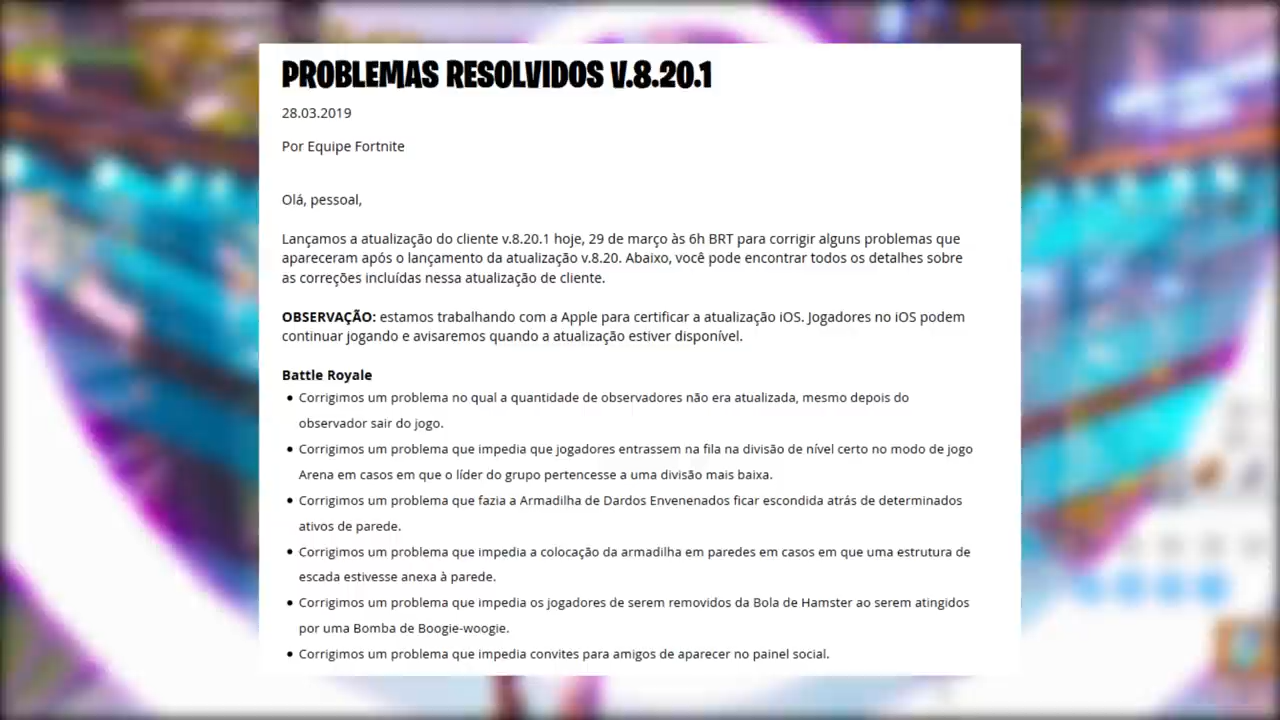 PROBLEMAS RESOLVIDOS V.8.20.1
28.03.2019
Por Equipe Fortnite
Olá, pessoal,
Lançamos a atualização do cliente v.8.20.1 hoje, 29 de março às 6h BRT para corrigir alguns problemas que
apareceram após o lançamento da atualização v.8.20. Abaixo, você pode encontrar todos os detalhes sobre
as correções incluídas nessa atualização de cliente.
OBSERVAÇÃO: estamos trabalhando com a Apple para certificar a atualização iOS. Jogadores no iOS podem
continuar jogando e avisaremos quando a atualização estiver disponível.
Battle Royale
• Corrigimos um problema no qual a quantidade de observadores não era atualizada, mesmo depois do
observador sair do jogo.
• Corrigimos um problema que impedia que jogadores entrassem na fila na divisão de nível certo no modo de jogo
Arena em casos em que o líder do grupo pertencesse a uma divisão mais baixa.
• Corrigimos um problema que fazia a Armadilha de Dardos Envenenados ficar escondida atrás de determinados
ativos de parede.
• Corrigimos um problema que impedia a colocação da armadilha em paredes em casos em que uma estrutura de
escada estivesse anexa à parede.
• Corrigimos um problema que impedia os jogadores de serem removidos da Bola de Hamster ao serem atingidos
por uma Bomba de Boogie-woogie.
• Corrigimos um problema que impedia convites para amigos de aparecer no painel social.